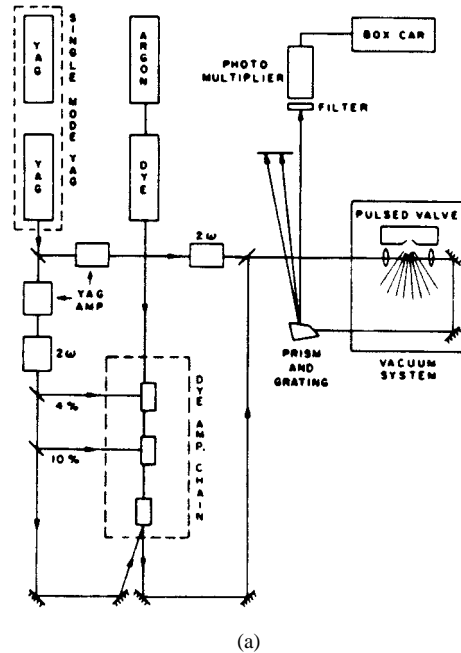 YAG
YAG
SINGLE MODE YAG
ARGON
DYE
PHOTO
MULTIPLIER
BOX CAR
FILTER
PULSED VALVE
2ω
YAG
AMP
2ω
4%
10%
DYE AMP. CHAIN
PRISM
AND
GRATING
VACUUM
SYSTEM
(a)